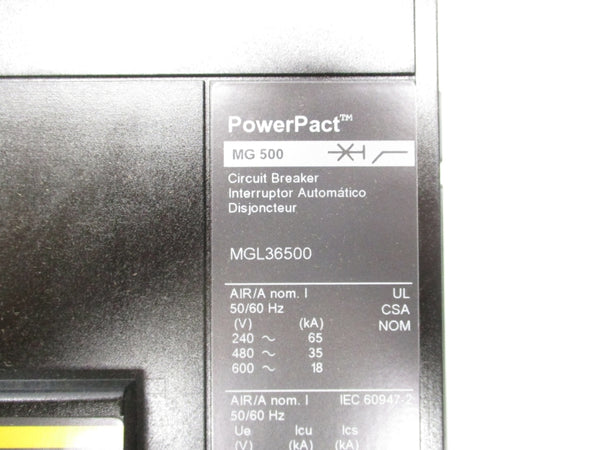 PowerPact™
MG 500
Circuit Breaker
Interruptor Automático
Disjoncteur
MGL36500
AIR/A nom. I UL
50/60 Hz CSA
(V) (kA) NOM
240 ~ 65
480 ~ 35
600 ~ 18
AIR/A nom. I IEC 60947-2
50/60 Hz
Ue Icu Ics
(V) (kA) (kA)